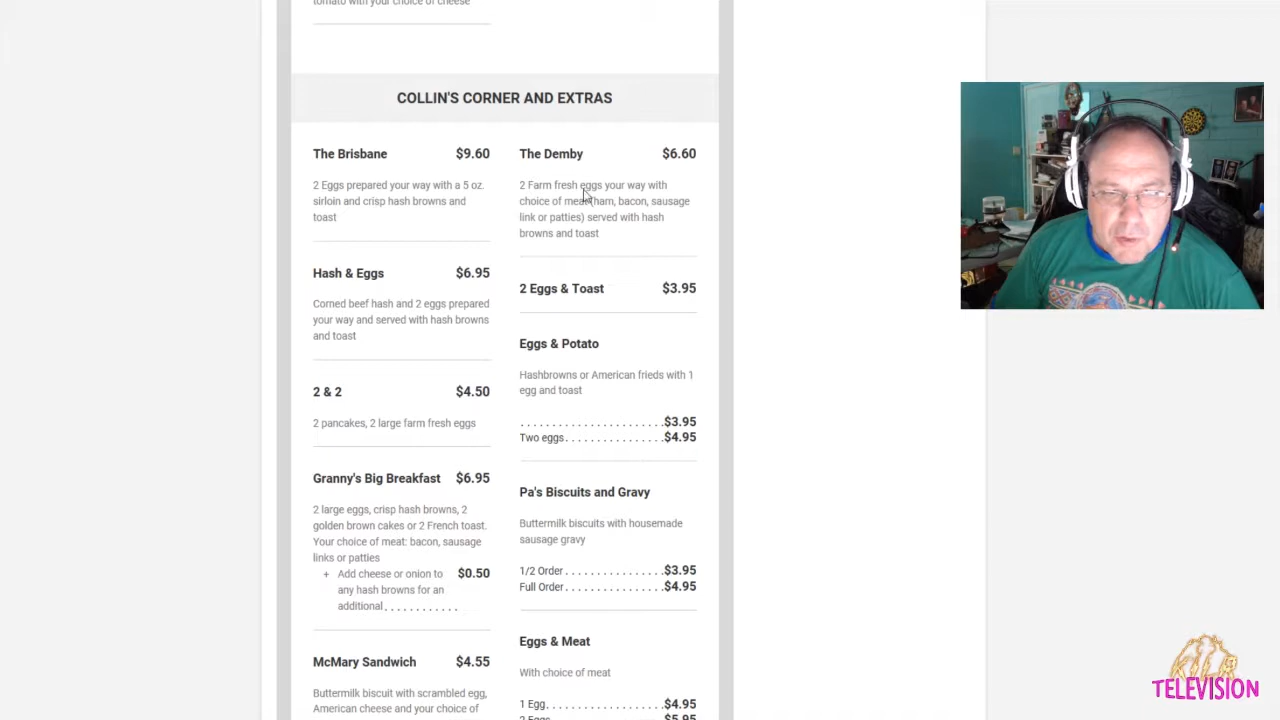 tomato with your choice of cheese
COLLIN'S CORNER AND EXTRAS
The Brisbane $9.60
2 Eggs prepared your way with a 5 oz.
sirloin and crisp hash browns and
toast
Hash & Eggs $6.95
Corned beef hash and 2 eggs prepared
your way and served with hash browns
and toast
2 & 2 $4.50
2 pancakes, 2 large farm fresh eggs
Granny's Big Breakfast $6.95
2 large eggs, crisp hash browns, 2
golden brown cakes or 2 French toast.
Your choice of meat: bacon, sausage
links or patties
+ Add cheese or onion to $0.50
any hash browns for an
additional . . . . . . . . . . .
McMary Sandwich $4.55
Buttermilk biscuit with scrambled egg,
American cheese and your choice of
The Demby $6.60
2 Farm fresh eggs your way with
choice of meat (ham, bacon, sausage
link or patties) served with hash
browns and toast
2 Eggs & Toast $3.95
Eggs & Potato
Hashbrowns or American frieds with 1
egg and toast
. . . . . . . . . . . . . . . . . . . . . . $3.95
Two eggs . . . . . . . . . . . . . . . $4.95
Pa's Biscuits and Gravy
Buttermilk biscuits with housemade
sausage gravy
1/2 Order . . . . . . . . . . . . . . . $3.95
Full Order . . . . . . . . . . . . . . . $4.95
Eggs & Meat
With choice of meat
1 Egg . . . . . . . . . . . . . . . . . . $4.95
2 Eggs . . . . . . . . . . . . . . . . . $5.95
TELEVISION